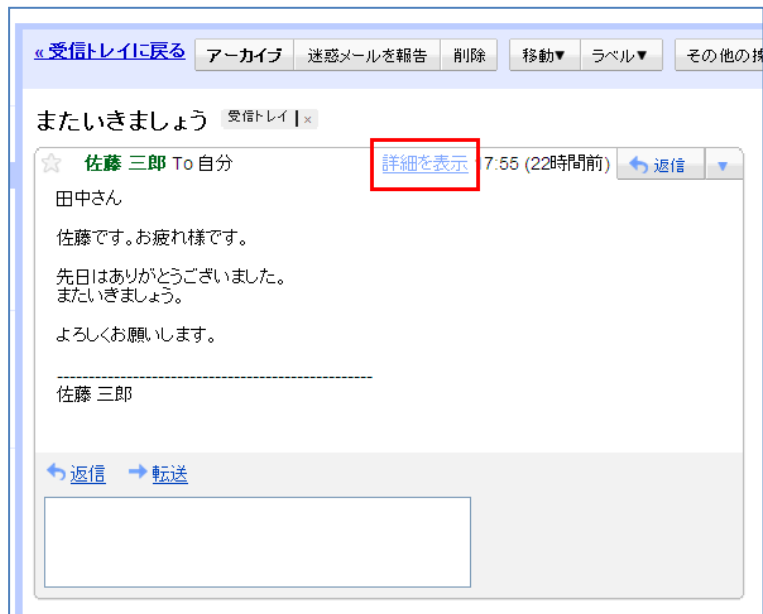 «受信トレイに戻る アーカイブ 迷惑メールを報告 削除 移動▼ ラベル▼ その他の
またいきましょう 受信トレイ ×
佐藤 三郎 To 自分 詳細を表示 17:55 (22時間前) 返信 ▼
田中さん
佐藤です。お疲れ様です。
先日はありがとうございました。
またいきましょう。
よろしくお願いします。
--------------------------------------------------
佐藤 三郎
返信 転送